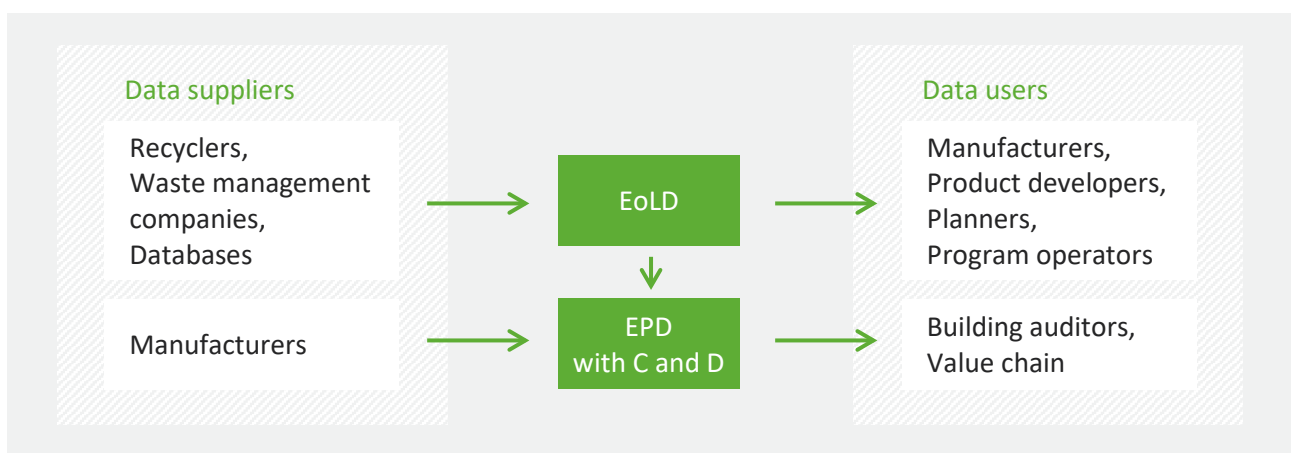 Data suppliers
Recyclers,
Waste management
companies,
Databases
Manufacturers
EoLD
EPD
with C and D
Data users
Manufacturers,
Product developers,
Planners,
Program operators
Building auditors,
Value chain